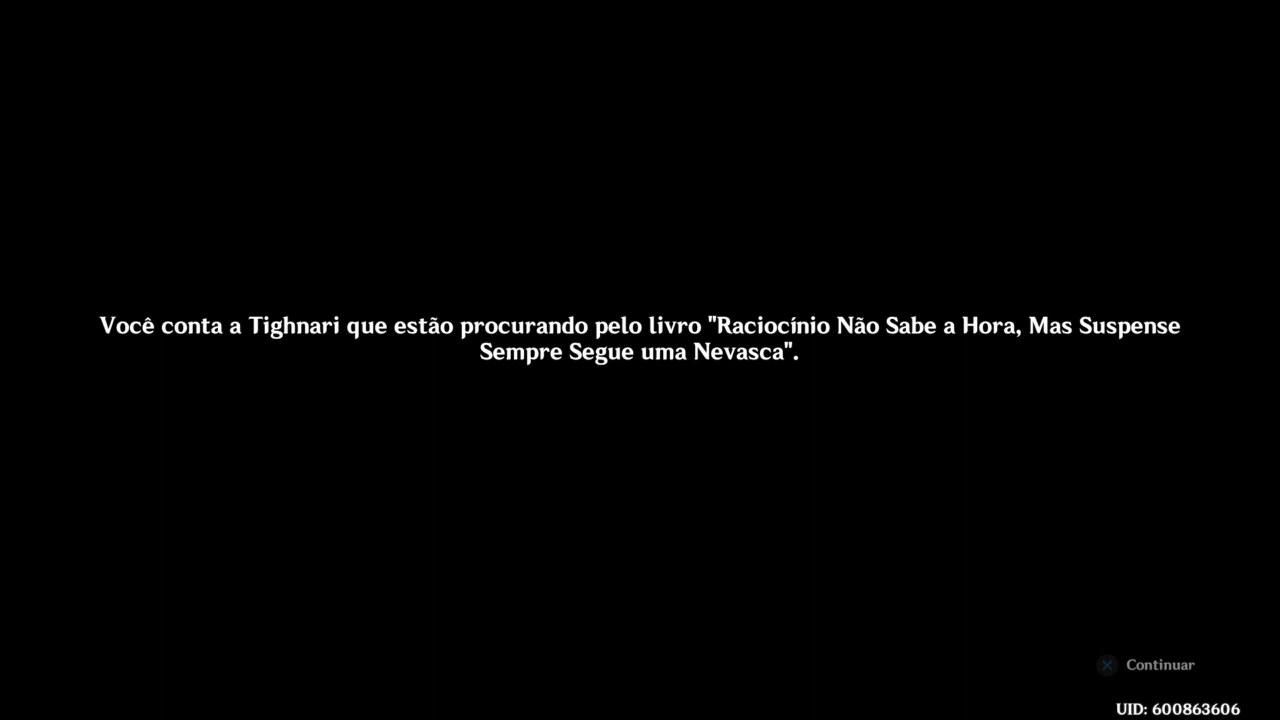 Você conta a Tighnari que estão procurando pelo livro "Raciocínio Não Sabe a Hora, Mas Suspense
Sempre Segue uma Nevasca".
Continuar
UID: 600863606